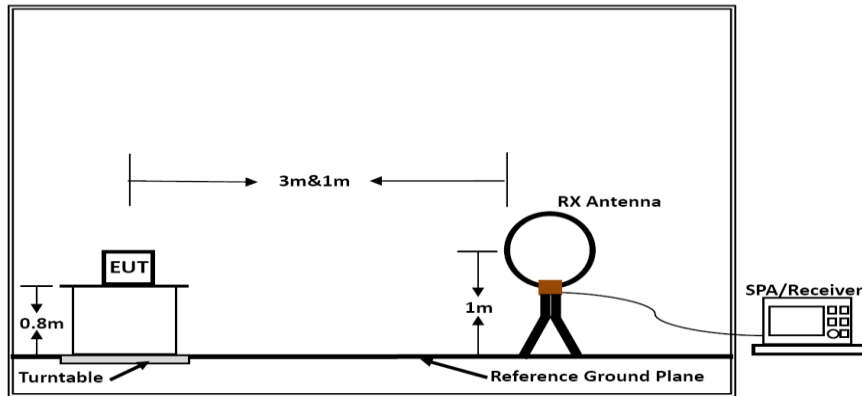 3m&1m
RX Antenna
EUT
SPA/Receiver
0.8m
1m
Turntable
Reference Ground Plane